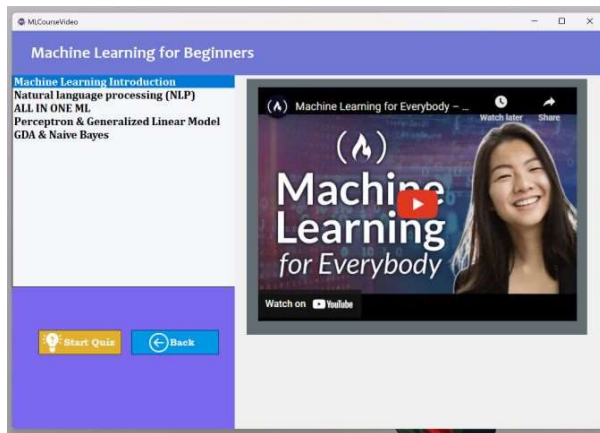 MLCourseVideo
Machine Learning for Beginners
Machine Learning Introduction
Natural language processing (NLP)
ALL IN ONE ML
Perceptron & Generalized Linear Model
GDA & Naive Bayes
Machine Learning for Everybody – ...
Watch later
Share
Machine
Learning
for Everybody
Watch on YouTube
Start Quiz
Back